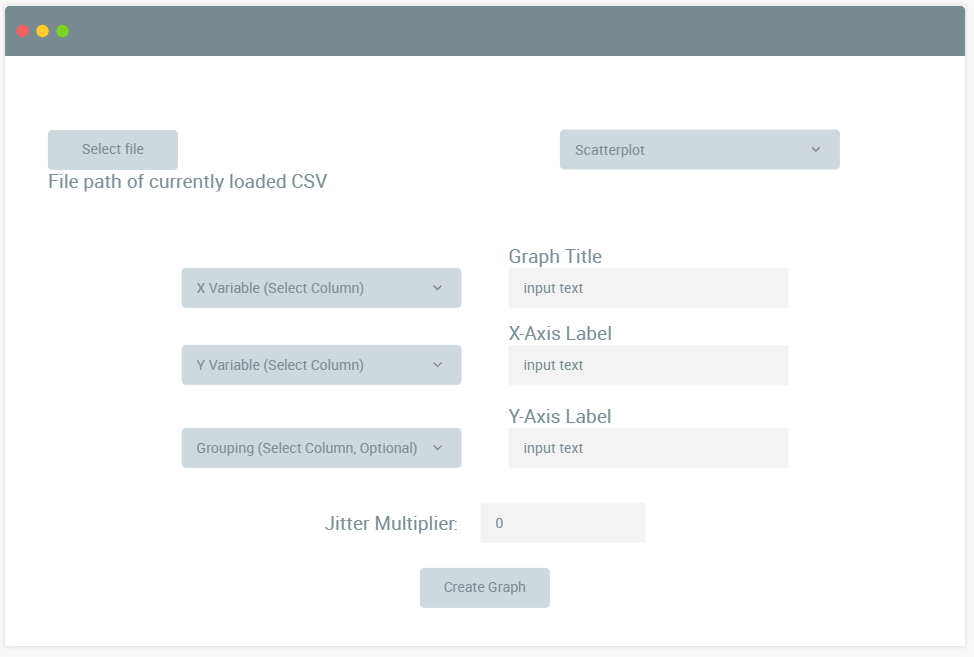 Select file
Scatterplot
File path of currently loaded CSV
Graph Title
X Variable (Select Column)
input text
X-Axis Label
Y Variable (Select Column)
input text
Y-Axis Label
Grouping (Select Column, Optional)
input text
Jitter Multiplier:
0
Create Graph